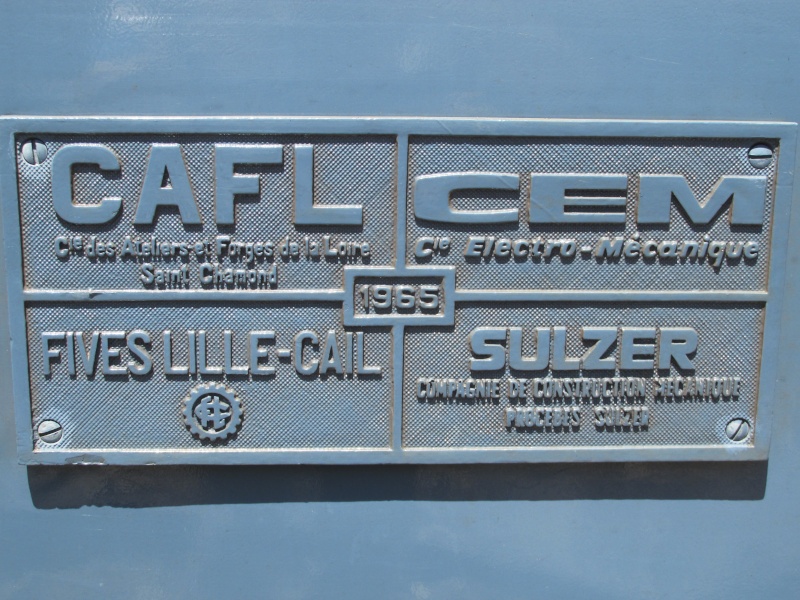 CAFL
Cie des Ateliers et Forges de la Loire
Saint Chamond
CEM
Cie Electro-Mécanique
1965
FIVES LILLE-CAIL
SULZER
COMPAGNIE DE CONSTRUCTION MECANIQUE
PROCEDES SULZER